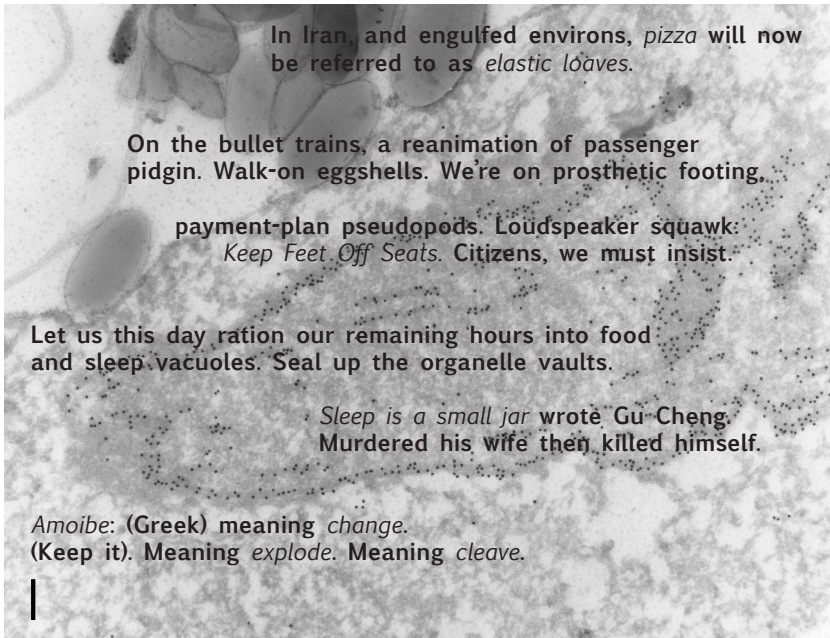 In Iran, and engulfed environs, pizza will now
be referred to as elastic loaves.
On the bullet trains, a reanimation of passenger
pidgin. Walk-on eggshells. We’re on prosthetic footing,
payment-plan pseudopods. Loudspeaker squawk:
Keep Feet Off Seats. Citizens, we must insist.
Let us this day ration our remaining hours into food
and sleep vacuoles. Seal up the organelle vaults.
Sleep is a small jar wrote Gu Cheng.
Murdered his wife then killed himself.
Amoibe: (Greek) meaning change.
(Keep it). Meaning explode. Meaning cleave.